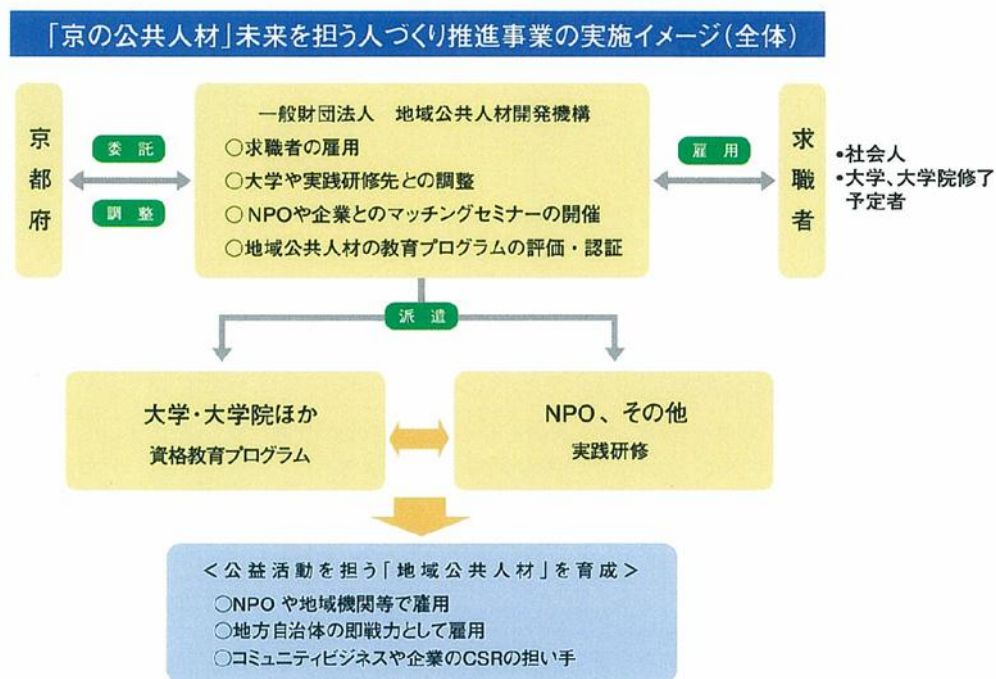 「京の公共人材」未来を担う人づくり推進事業の実施イメージ(全体)
京都府
委託
調整
一般財団法人 地域公共人材開発機構
○求職者の雇用
○大学や実践研修先との調整
○NPOや企業とのマッチングセミナーの開催
○地域公共人材の教育プログラムの評価・認証
雇用
求職者
•社会人
•大学、大学院修了
予定者
派遣
大学・大学院ほか
資格教育プログラム
NPO、その他
実践研修
<公益活動を担う「地域公共人材」を育成>
○NPOや地域機関等で雇用
○地方自治体の即戦力として雇用
○コミュニティビジネスや企業のCSRの担い手